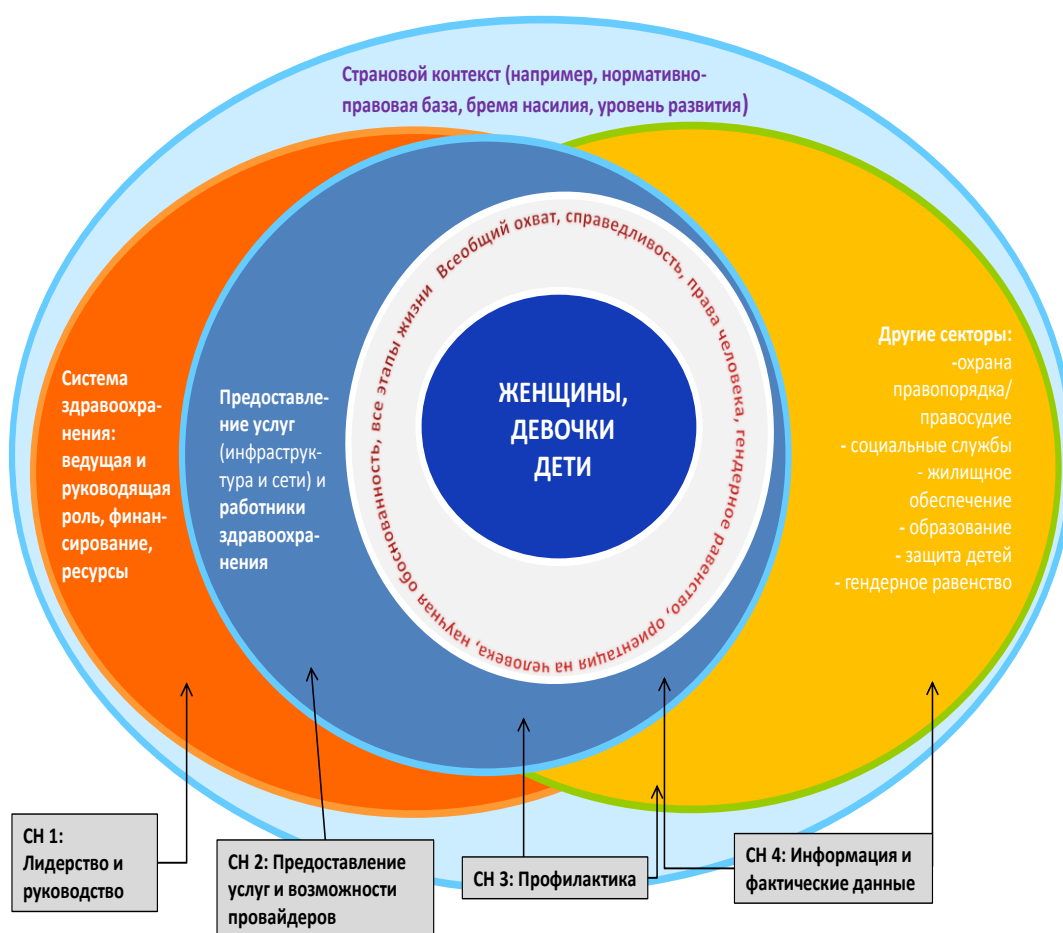 Страновой контекст (например, нормативно-
правовая база, бремя насилия, уровень развития)
Всеобщий охват, справедливость, права человека, гендерное равенство, ориентация на человека, научная обоснованность, все этапы жизни
ЖЕНЩИНЫ,
ДЕВОЧКИ
ДЕТИ
Система
здравоохра-
нения:
ведущая и
руководящая
роль, финан-
сирование,
ресурсы
Предоставле-
ние услуг
(инфраструк-
тура и сети) и
работники
здравоохра-
нения
Другие секторы:
-охрана
правопорядка/
правосудие
- социальные службы
- жилищное
обеспечение
- образование
- защита детей
- гендерное равенство
СН 1:
Лидерство и
руководство
СН 2: Предоставление
услуг и возможности
провайдеров
СН 3: Профилактика
СН 4: Информация и
фактические данные